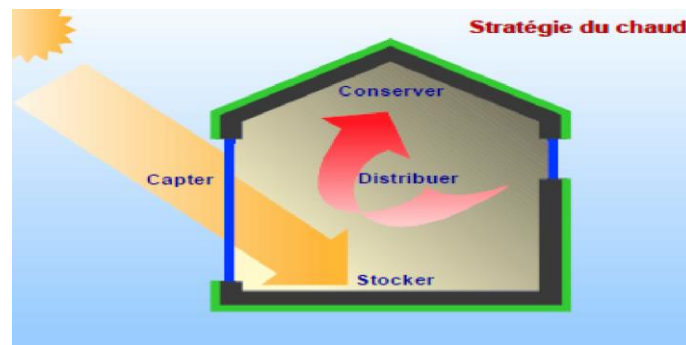 Stratégie du chaud
Conserver
Capter
Distribuer
Stocker